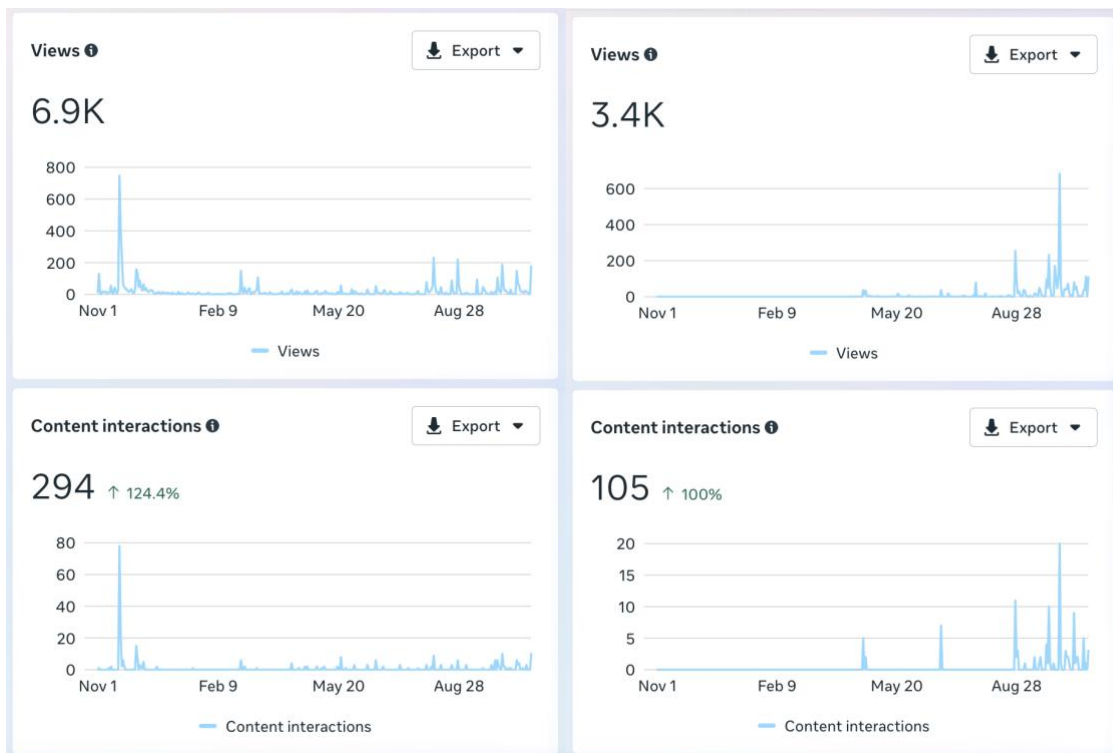 Views
Export
6.9K
800
600
400
200
0
Nov 1 Feb 9 May 20 Aug 28
Views
Views
Export
3.4K
600
400
200
0
Nov 1 Feb 9 May 20 Aug 28
Views
Content interactions
Export
294 ↑ 124.4%
80
60
40
20
0
Nov 1 Feb 9 May 20 Aug 28
Content interactions
Content interactions
Export
105 ↑ 100%
20
15
10
5
0
Nov 1 Feb 9 May 20 Aug 28
Content interactions